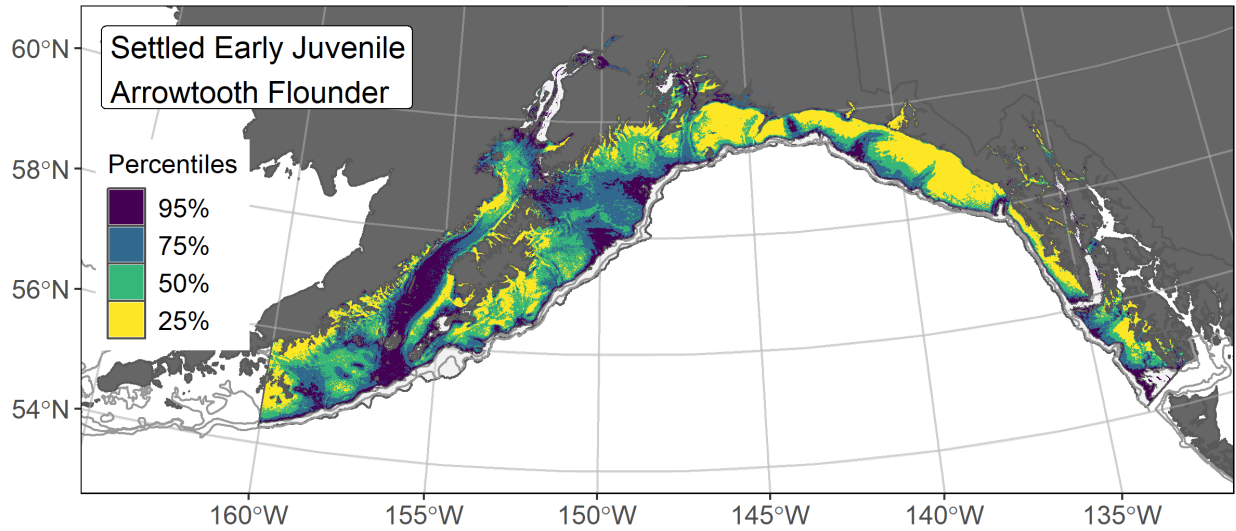 Settled Early Juvenile
Arrowtooth Flounder
Percentiles
95%
75%
50%
25%
60°N
58°N
56°N
54°N
160°W
155°W
150°W
145°W
140°W
135°W